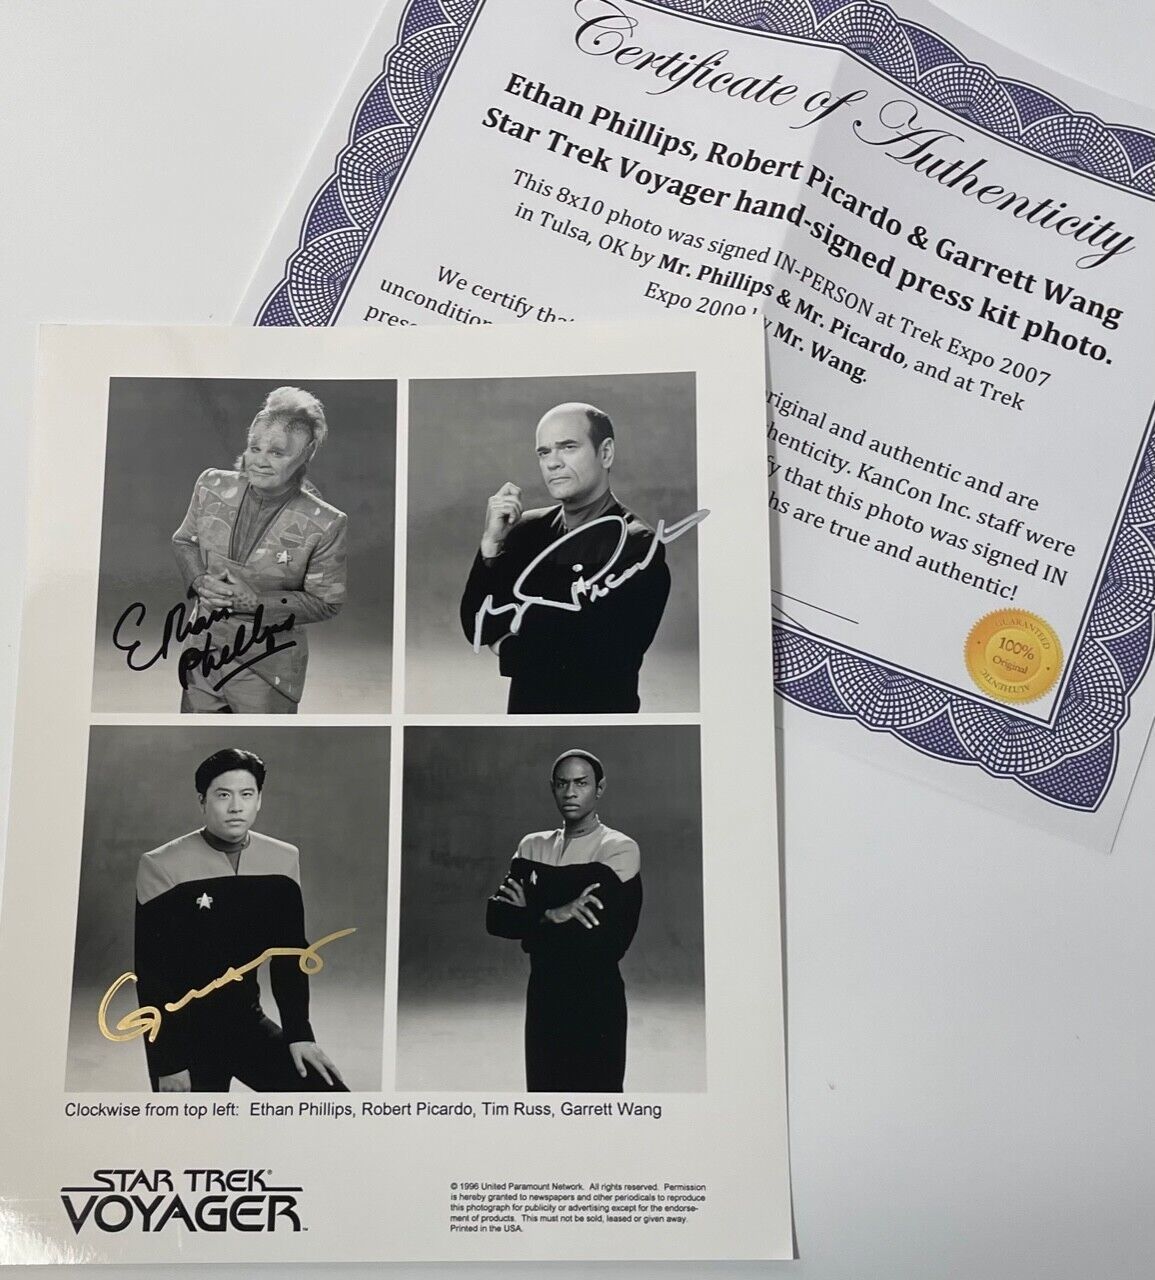 Certificate of Authenticity
Ethan Phillips, Robert Picardo & Garrett Wang
Star Trek Voyager hand-signed press kit photo.
This 8x10 photo was signed IN-PERSON at Trek Expo 2007
in Tulsa, OK by Mr. Phillips & Mr. Picardo, and at Trek
Expo 2009 by Mr. Wang.
We certify that original and authentic and are
uncondition thenticity. KanCon Inc. staff were
pres that this photo was signed IN
are true and authentic!
GUARANTEED
100%
Original
AUTHENTIC
Ethan
Phillips
Clockwise from top left: Ethan Phillips, Robert Picardo, Tim Russ, Garrett Wang
STAR TREK®
VOYAGER™
© 1996 United Paramount Network. All rights reserved. Permission
is hereby granted to newspapers and other periodicals to reproduce
this photograph for publicity or advertising except for the endorse-
ment of products. This must not be sold, leased or given away.
Printed in the USA.